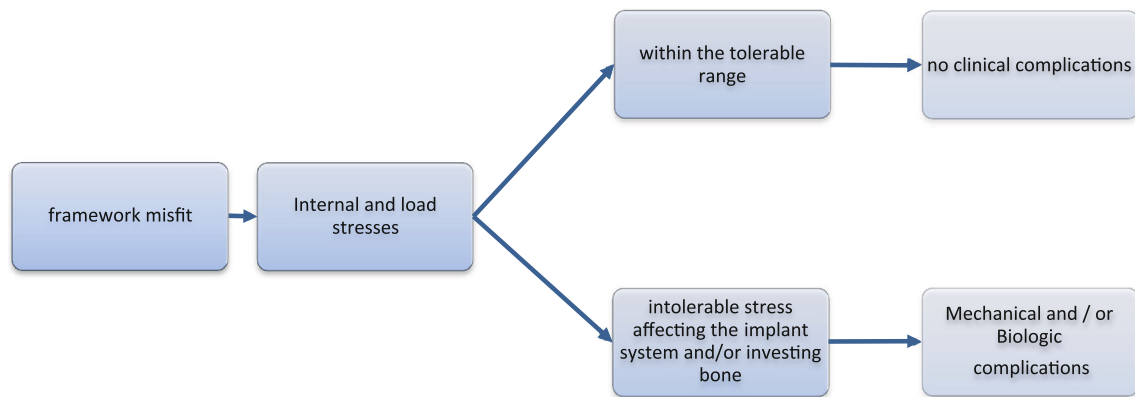 framework misfit
Internal and load
stresses
within the tolerable
range
no clinical complications
intolerable stress
affecting the implant
system and/or investing
bone
Mechanical and / or
Biologic
complications